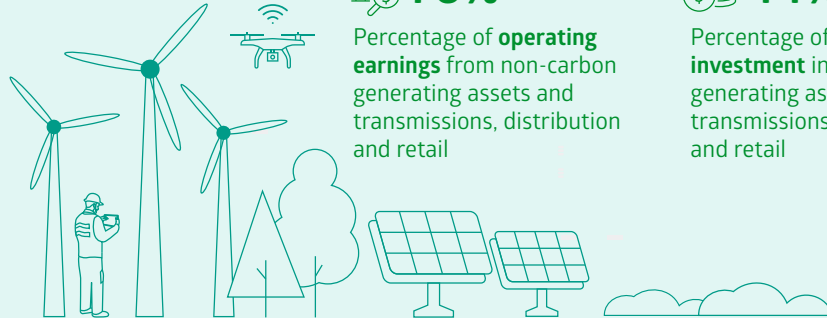 Percentage of operating
earnings from non-carbon
generating assets and
transmissions, distribution
and retail
Percentage of
investment in
generating as
transmissions
and retail